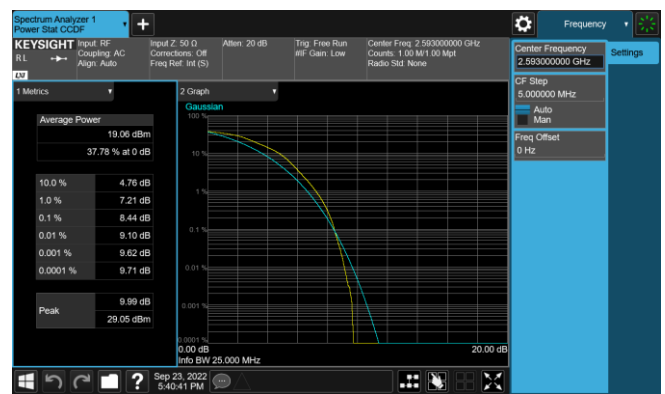 Spectrum Analyzer 1
Power Stat CCDF
Frequency
KEYSIGHT
RL
LXI
Input: RF
Coupling: AC
Align: Auto
Input Z: 50 Ω
Corrections: Off
Freq Ref: Int (S)
Atten: 20 dB
Trig: Free Run
#IF Gain: Low
Center Freq: 2.593000000 GHz
Counts: 1.00 M/1.00 Mpt
Radio Std: None
Center Frequency
2.593000000 GHz
Settings
CF Step
5.000000 MHz
Auto
Man
Freq Offset
0 Hz
1 Metrics
Average Power
19.06 dBm
37.78 % at 0 dB
10.0 % 4.76 dB
1.0 % 7.21 dB
0.1 % 8.44 dB
0.01 % 9.10 dB
0.001 % 9.62 dB
0.0001 % 9.71 dB
Peak
9.99 dB
29.05 dBm
2 Graph
Gaussian
100 %
10 %
1 %
0.1 %
0.01 %
0.001 %
0.0001 %
0.00 dB 20.00 dB
Info BW 25.000 MHz
?
Sep 23, 2022
5:40:41 PM